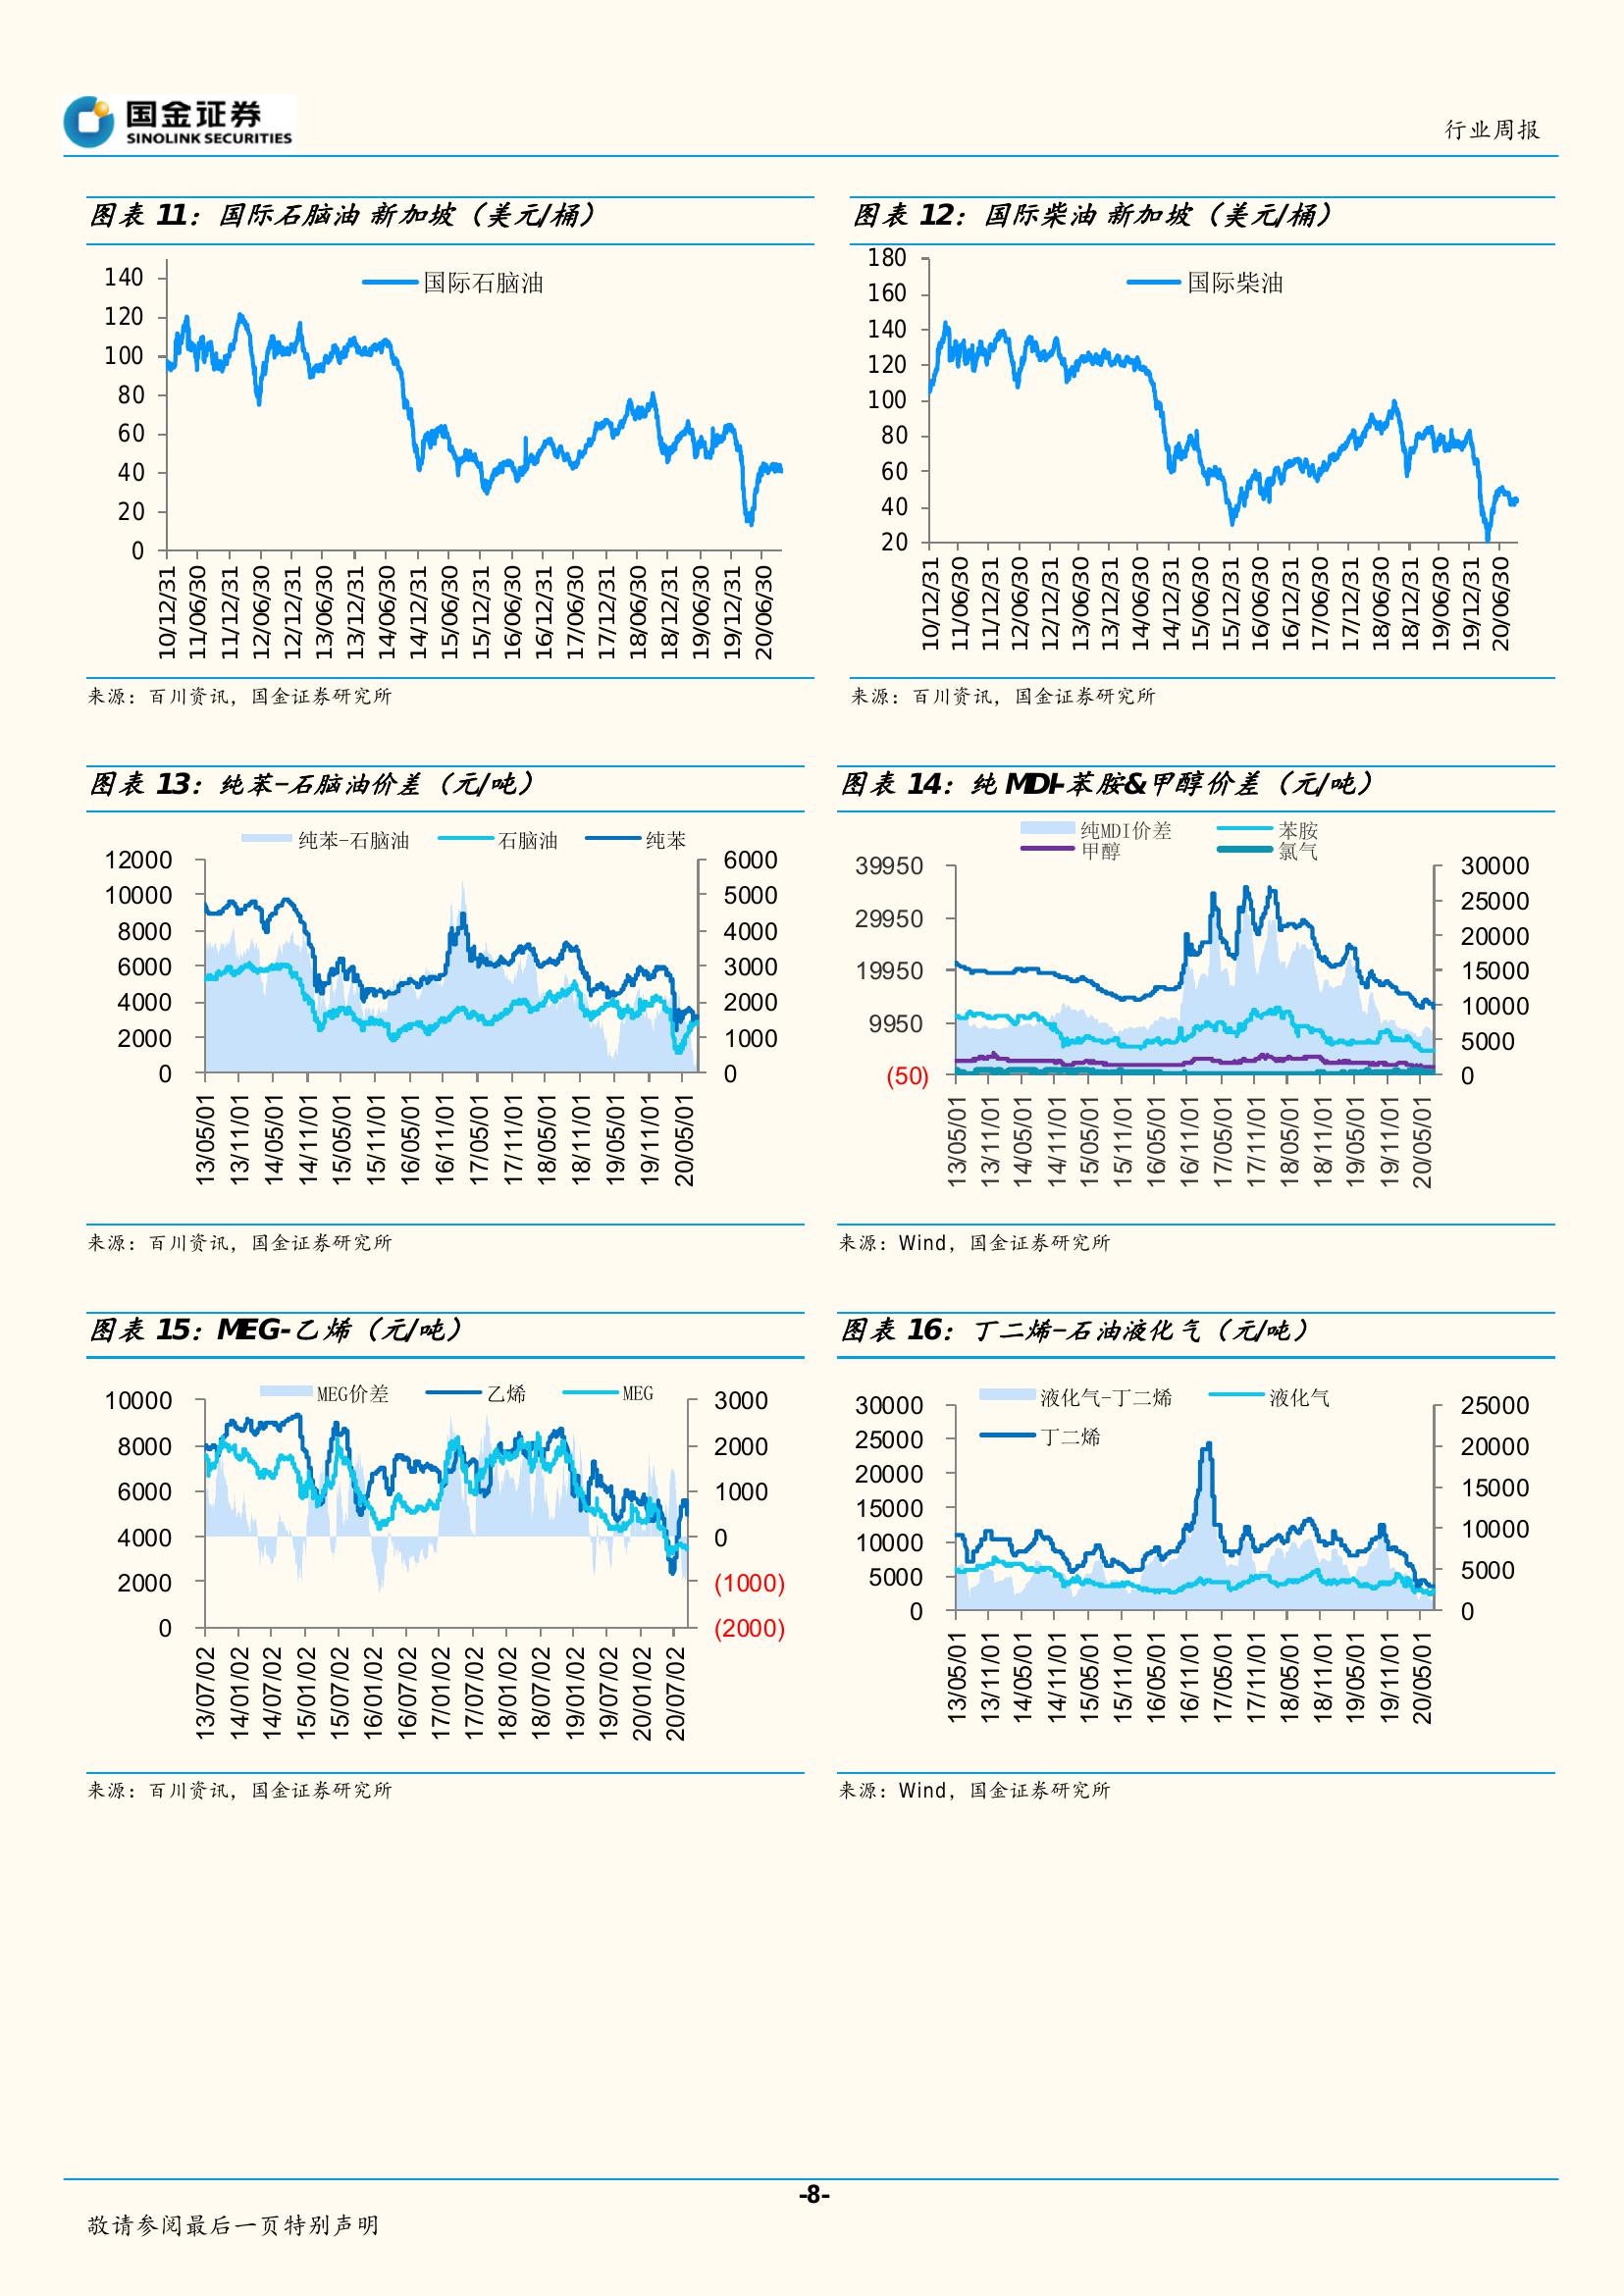 国金证券
SINOLINK SECURITIES
行业周报
图表 11：国际石脑油 新加坡（美元/桶）
国际石脑油
140
120
100
80
60
40
20
0
10/12/31 11/06/30 11/12/31 12/06/30 12/12/31 13/06/30 13/12/31 14/06/30 14/12/31 15/06/30 15/12/31 16/06/30 16/12/31 17/06/30 17/12/31 18/06/30 18/12/31 19/06/30 19/12/31 20/06/30
来源：百川资讯，国金证券研究所
图表 12：国际柴油 新加坡（美元/桶）
国际柴油
180
160
140
120
100
80
60
40
20
10/12/31 11/06/30 11/12/31 12/06/30 12/12/31 13/06/30 13/12/31 14/06/30 14/12/31 15/06/30 15/12/31 16/06/30 16/12/31 17/06/30 17/12/31 18/06/30 18/12/31 19/06/30 19/12/31 20/06/30
来源：百川资讯，国金证券研究所
图表 13：纯苯-石脑油价差（元/吨）
纯苯-石脑油 石脑油 纯苯
12000 6000
10000 5000
8000 4000
6000 3000
4000 2000
2000 1000
0 0
13/05/01 13/11/01 14/05/01 14/11/01 15/05/01 15/11/01 16/05/01 16/11/01 17/05/01 17/11/01 18/05/01 18/11/01 19/05/01 19/11/01 20/05/01
来源：百川资讯，国金证券研究所
图表 14：纯 MDI-苯胺&甲醇价差（元/吨）
纯MDI价差 苯胺
甲醇 氯气
39950
29950
19950
9950
(50)
30000
25000
20000
15000
10000
5000
0
13/05/01 13/11/01 14/05/01 14/11/01 15/05/01 15/11/01 16/05/01 16/11/01 17/05/01 17/11/01 18/05/01 18/11/01 19/05/01 19/11/01 20/05/01
来源：Wind，国金证券研究所
图表 15：MEG-乙烯（元/吨）
MEG价差 乙烯 MEG
10000 3000
8000 2000
6000 1000
4000 0
2000 (1000)
0 (2000)
13/07/02 14/01/02 14/07/02 15/01/02 15/07/02 16/01/02 16/07/02 17/01/02 17/07/02 18/01/02 18/07/02 19/01/02 19/07/02 20/01/02 20/07/02
来源：百川资讯，国金证券研究所
图表 16：丁二烯-石油液化气（元/吨）
液化气-丁二烯 液化气
丁二烯
30000
25000
20000
15000
10000
5000
0
25000
20000
15000
10000
5000
0
13/05/01 13/11/01 14/05/01 14/11/01 15/05/01 15/11/01 16/05/01 16/11/01 17/05/01 17/11/01 18/05/01 18/11/01 19/05/01 19/11/01 20/05/01
来源：Wind，国金证券研究所
-8-
敬请参阅最后一页特别声明